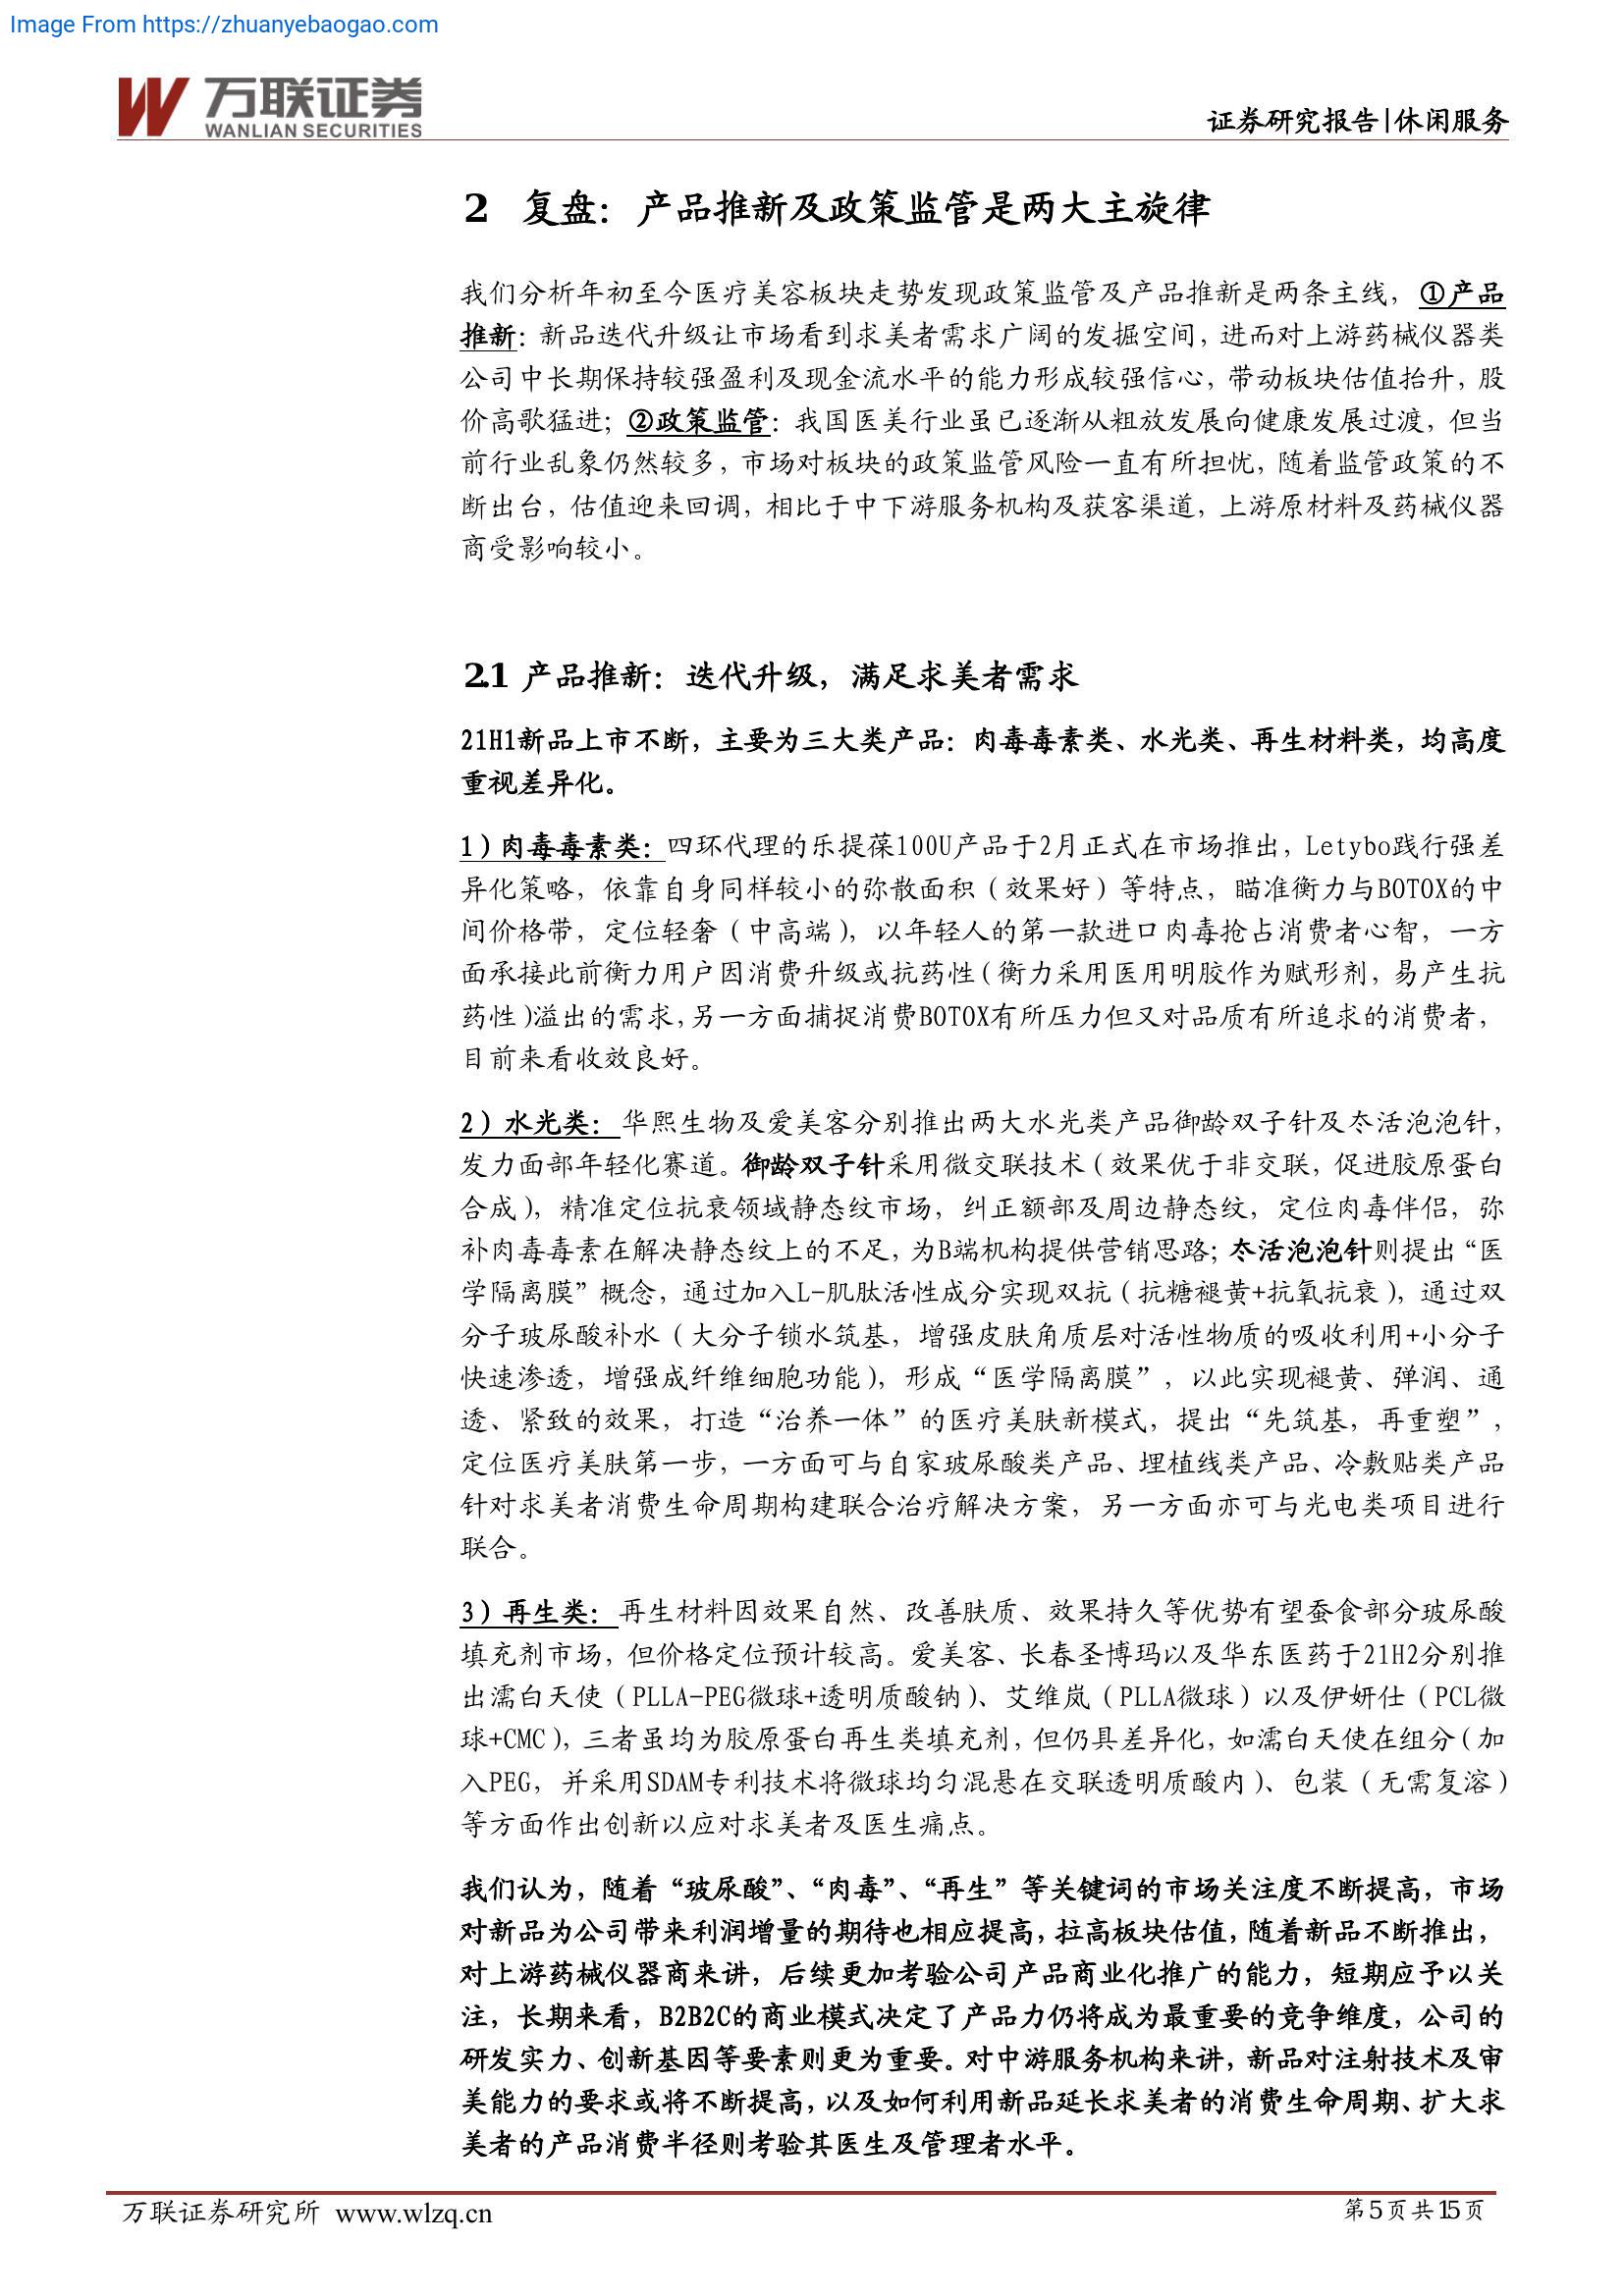 Image From https://zhuanyebaogao.com
万联证券
WANLIAN SECURITIES
证券研究报告|休闲服务
2 复盘：产品推新及政策监管是两大主旋律
我们分析年初至今医疗美容板块走势发现政策监管及产品推新是两条主线，①产品
推新：新品迭代升级让市场看到求美者需求广阔的发掘空间，进而对上游药械仪器类
公司中长期保持较强盈利及现金流水平的能力形成较强信心，带动板块估值抬升，股
价高歌猛进；②政策监管：我国医美行业虽已逐渐从粗放发展向健康发展过渡，但当
前行业乱象仍然较多，市场对板块的政策监管风险一直有所担忧，随着监管政策的不
断出台，估值迎来回调，相比于中下游服务机构及获客渠道，上游原材料及药械仪器
商受影响较小。
2.1 产品推新：迭代升级，满足求美者需求
21H1新品上市不断，主要为三大类产品：肉毒毒素类、水光类、再生材料类，均高度
重视差异化。
1）肉毒毒素类：四环代理的乐提葆100U产品于2月正式在市场推出，Letybo践行强差
异化策略，依靠自身同样较小的弥散面积（效果好）等特点，瞄准衡力与BOTOX的中
间价格带，定位轻奢（中高端），以年轻人的第一款进口肉毒抢占消费者心智，一方
面承接此前衡力用户因消费升级或抗药性（衡力采用医用明胶作为赋形剂，易产生抗
药性）溢出的需求，另一方面捕捉消费BOTOX有所压力但又对品质有所追求的消费者，
目前来看收效良好。
2）水光类：华熙生物及爱美客分别推出两大水光类产品御龄双子针及冭活泡泡针，
发力面部年轻化赛道。御龄双子针采用微交联技术（效果优于非交联，促进胶原蛋白
合成），精准定位抗衰领域静态纹市场，纠正额部及周边静态纹，定位肉毒伴侣，弥
补肉毒毒素在解决静态纹上的不足，为B端机构提供营销思路；冭活泡泡针则提出“医
学隔离膜”概念，通过加入L-肌肽活性成分实现双抗（抗糖褪黄+抗氧抗衰），通过双
分子玻尿酸补水（大分子锁水筑基，增强皮肤角质层对活性物质的吸收利用+小分子
快速渗透，增强成纤维细胞功能），形成“医学隔离膜”，以此实现褪黄、弹润、通
透、紧致的效果，打造“治养一体”的医疗美肤新模式，提出“先筑基，再重塑”，
定位医疗美肤第一步，一方面可与自家玻尿酸类产品、埋植线类产品、冷敷贴类产品
针对求美者消费生命周期构建联合治疗解决方案，另一方面亦可与光电类项目进行
联合。
3）再生类：再生材料因效果自然、改善肤质、效果持久等优势有望蚕食部分玻尿酸
填充剂市场，但价格定位预计较高。爱美客、长春圣博玛以及华东医药于21H2分别推
出濡白天使（PLLA-PEG微球+透明质酸钠）、艾维岚（PLLA微球）以及伊妍仕（PCL微
球+CMC），三者虽均为胶原蛋白再生类填充剂，但仍具差异化，如濡白天使在组分（加
入PEG，并采用SDAM专利技术将微球均匀混悬在交联透明质酸内）、包装（无需复溶）
等方面作出创新以应对求美者及医生痛点。
我们认为，随着“玻尿酸”、“肉毒”、“再生”等关键词的市场关注度不断提高，市场
对新品为公司带来利润增量的期待也相应提高，拉高板块估值，随着新品不断推出，
对上游药械仪器商来讲，后续更加考验公司产品商业化推广的能力，短期应予以关
注，长期来看，B2B2C的商业模式决定了产品力仍将成为最重要的竞争维度，公司的
研发实力、创新基因等要素则更为重要。对中游服务机构来讲，新品对注射技术及审
美能力的要求或将不断提高，以及如何利用新品延长求美者的消费生命周期、扩大求
美者的产品消费半径则考验其医生及管理者水平。
万联证券研究所 www.wlzq.cn
第5页共15页